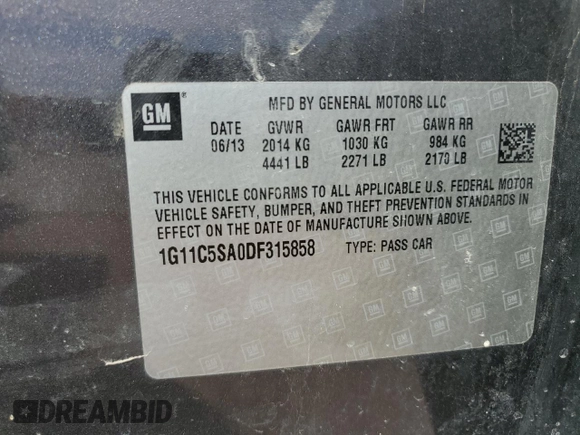 GM
MFD BY GENERAL MOTORS LLC
DATE GVWR GAWR FRT GAWR RR
06/13 2014 KG 1030 KG 984 KG
4441 LB 2271 LB 2170 LB
THIS VEHICLE CONFORMS TO ALL APPLICABLE U.S. FEDERAL MOTOR
VEHICLE SAFETY, BUMPER, AND THEFT PREVENTION STANDARDS IN
EFFECT ON THE DATE OF MANUFACTURE SHOWN ABOVE.
1G11C5SA0DF315858 TYPE: PASS CAR
DREAMBID